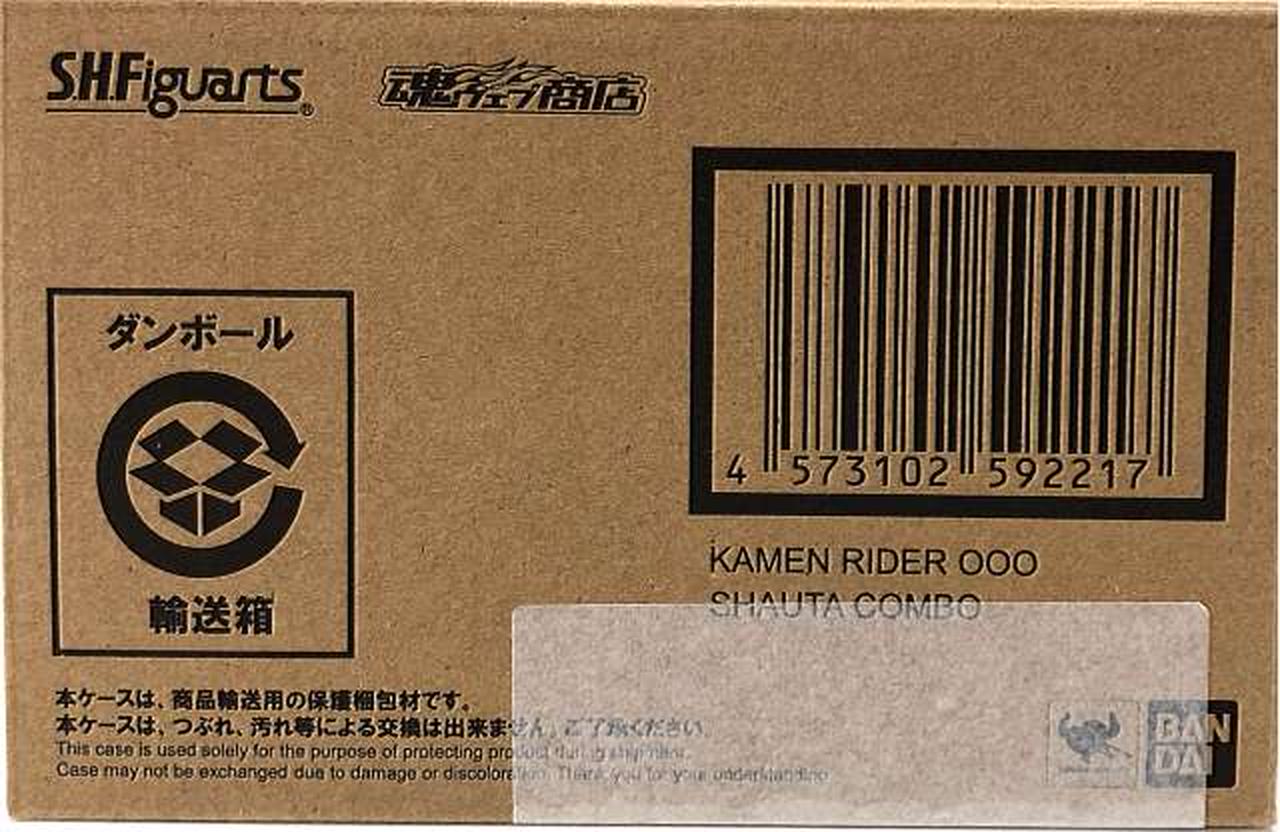 S.H.Figuarts®
魂ウェブ商店
4 573102 592217
KAMEN RIDER OOO
SHAUTA COMBO
ダンボール
輸送箱
本ケースは、商品輸送用の保護梱包材です。
本ケースは、つぶれ、汚れ等による交換は出来ません。ご了承ください。
This case is used solely for the purpose of protecting product during shipment.
Case may not be exchanged due to damage or discoloration. Thank you for your understanding.
BAN
DAI